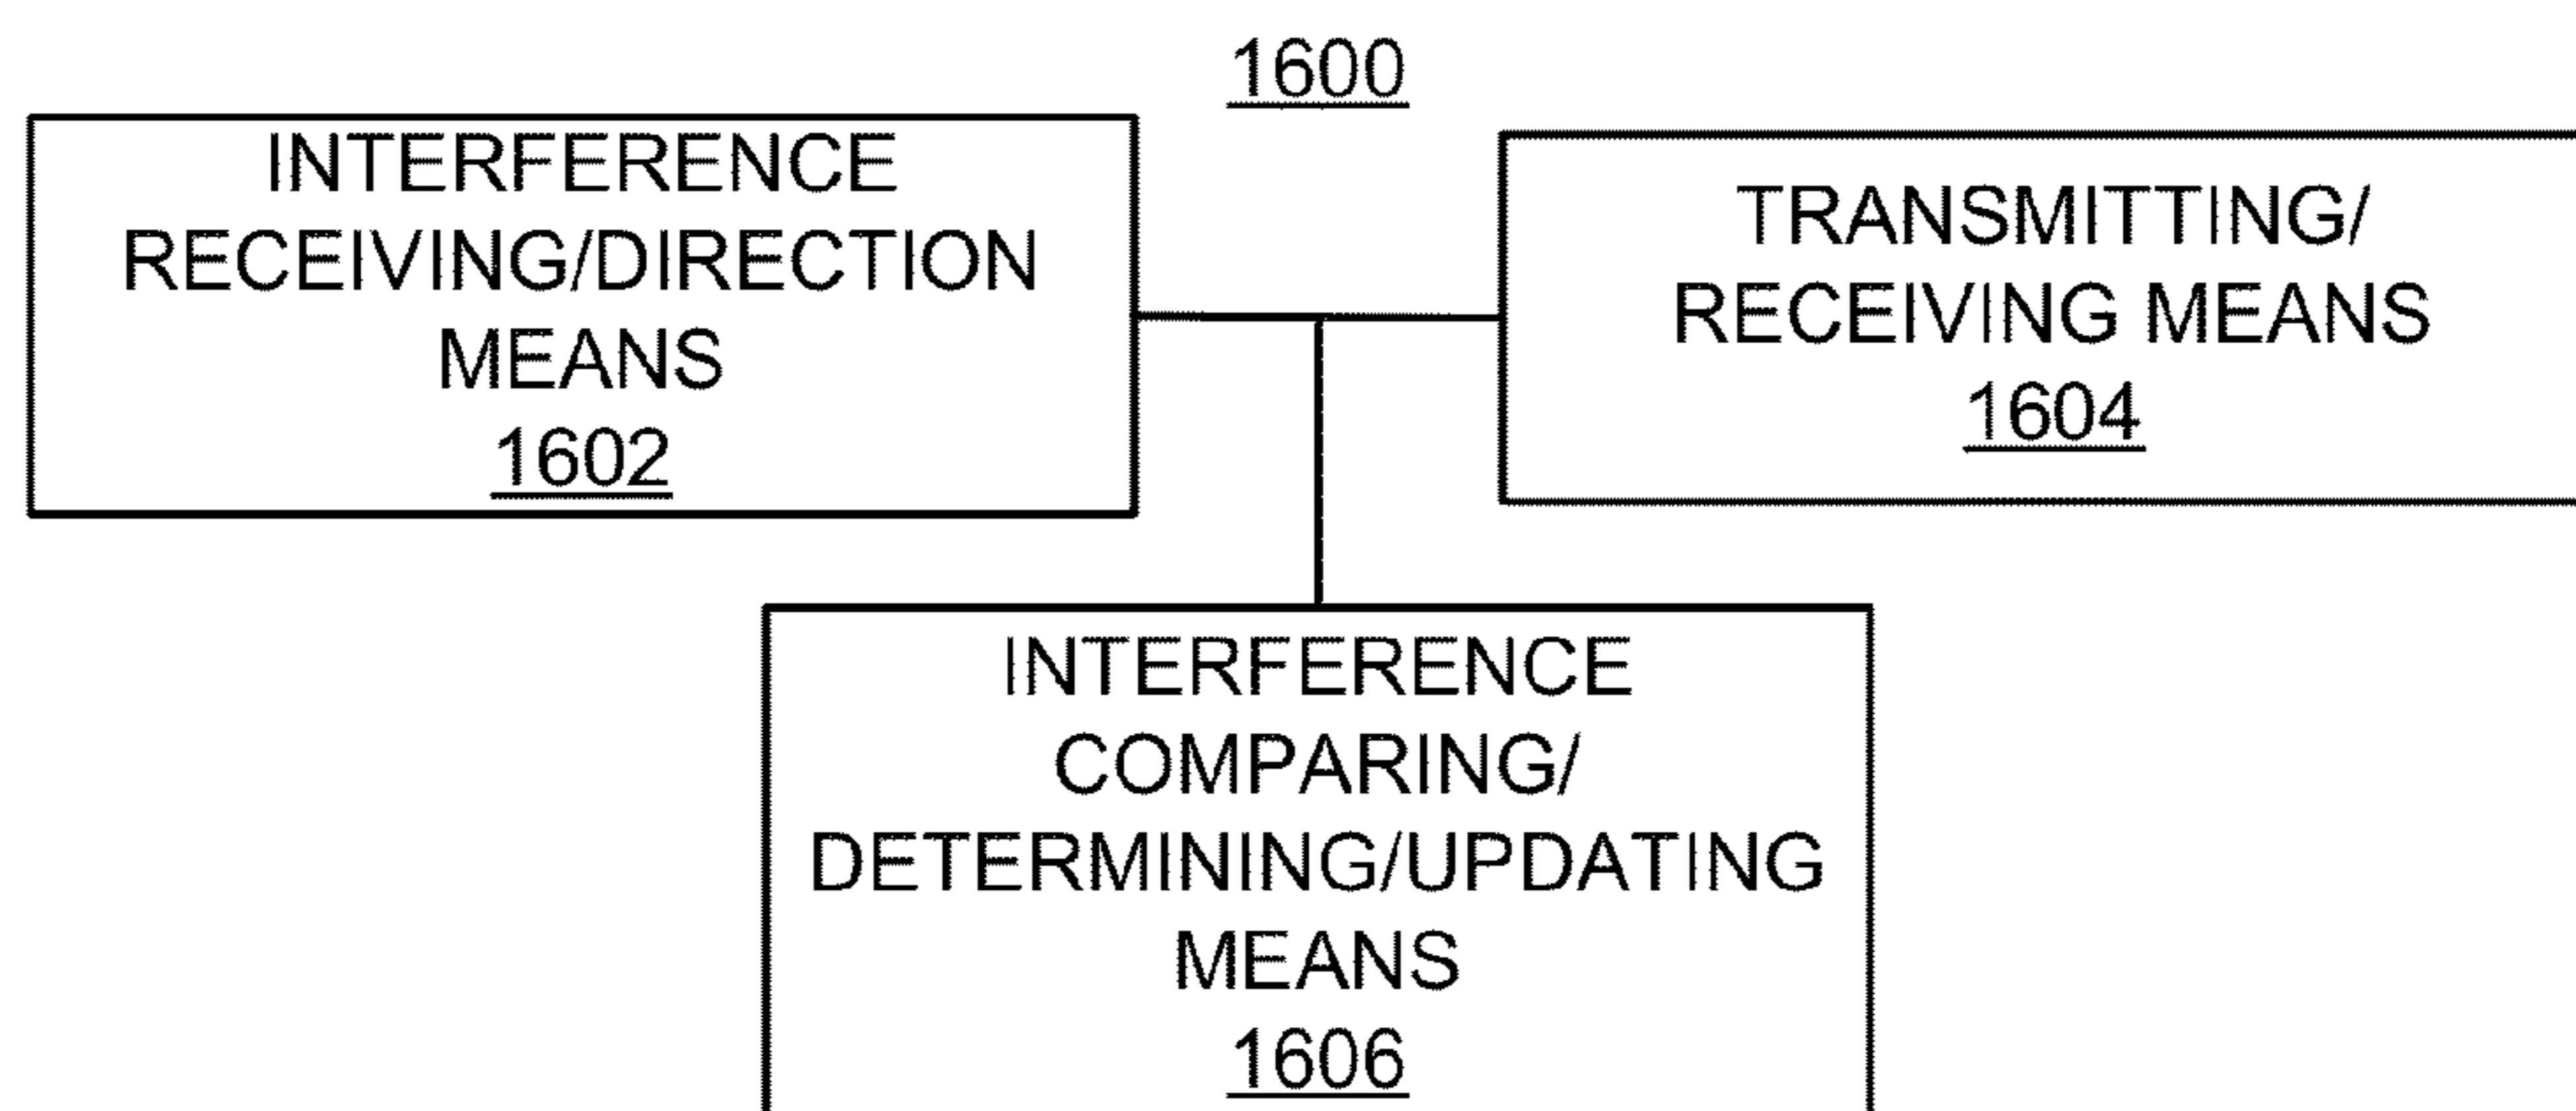 1600
INTERFERENCE
RECEIVING/DIRECTION
MEANS
1602
TRANSMITTING/
RECEIVING MEANS
1604
INTERFERENCE
COMPARING/
DETERMINING/UPDATING
MEANS
1606